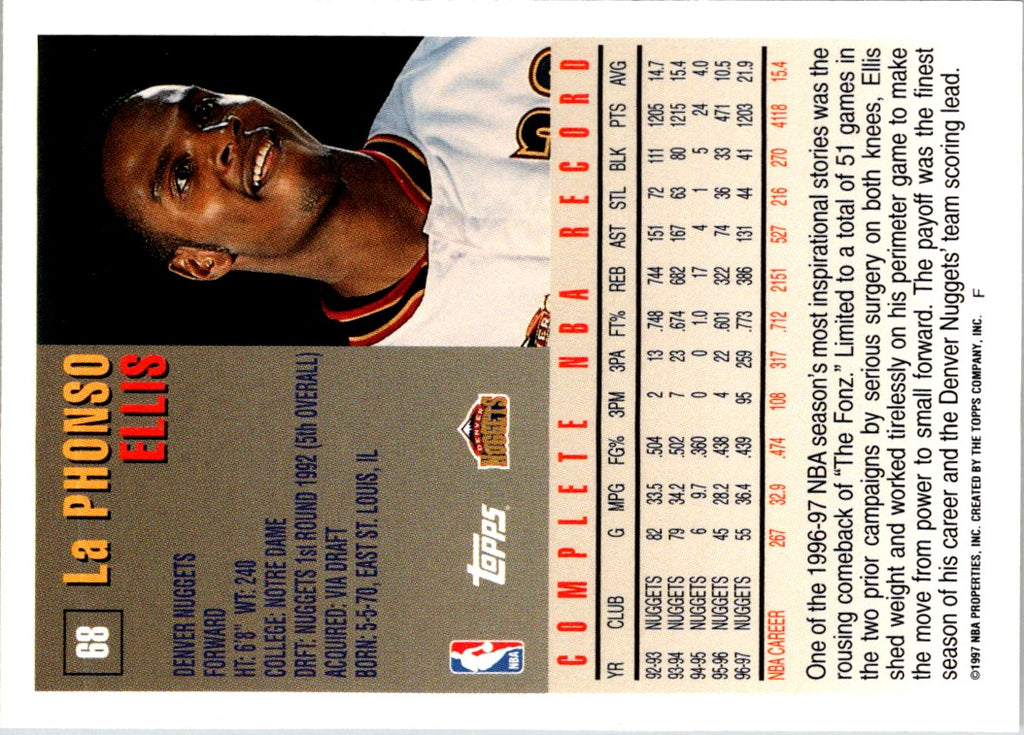 68
La PHONSO
ELLIS
DENVER NUGGETS
FORWARD
HT: 6'8" WT: 240
COLLEGE: NOTRE DAME
DRFT: NUGGETS 1st ROUND 1992 (5th OVERALL)
ACQUIRED: VIA DRAFT
BORN: 5-5-70, EAST ST. LOUIS, IL
NBA
TOPPS
DENVER
NUGGETS
COMPLETE NBA RECORD
YR CLUB G MPG FG% 3PM 3PA FT% REB AST STL BLK PTS AVG
92-93 NUGGETS 82 33.5 .504 2 13 .748 744 151 72 111 1205 14.7
93-94 NUGGETS 79 34.2 .502 7 23 .674 682 167 63 80 1215 15.4
94-95 NUGGETS 6 9.7 .360 0 0 1.0 17 4 1 5 24 4.0
95-96 NUGGETS 45 28.2 .438 4 22 .601 322 74 36 33 471 10.5
96-97 NUGGETS 55 36.4 .439 95 259 .773 386 131 44 41 1203 21.9
NBA CAREER 267 32.9 .474 108 317 .712 2151 527 216 270 4118 15.4
One of the 1996-97 NBA season's most inspirational stories was the
rousing comeback of "The Fonz." Limited to a total of 51 games in
the two prior campaigns by serious surgery on both knees, Ellis
shed weight and worked tirelessly on his perimeter game to make
the move from power to small forward. The payoff was the finest
season of his career and the Denver Nuggets' team scoring lead.
©1997 NBA PROPERTIES, INC. CREATED BY THE TOPPS COMPANY, INC. F